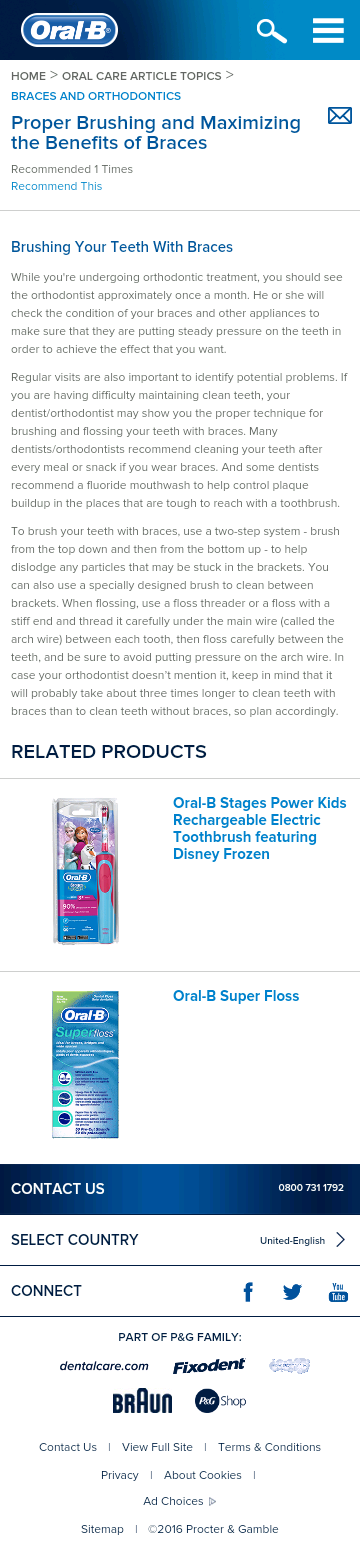 Oral-B
HOME > ORAL CARE ARTICLE TOPICS >
BRACES AND ORTHODONTICS
Proper Brushing and Maximizing
the Benefits of Braces
Recommended 1 Times
Recommend This
Brushing Your Teeth With Braces
While you're undergoing orthodontic treatment, you should see
the orthodontist approximately once a month. He or she will
check the condition of your braces and other appliances to
make sure that they are putting steady pressure on the teeth in
order to achieve the effect that you want.
Regular visits are also important to identify potential problems. If
you are having difficulty maintaining clean teeth, your
dentist/orthodontist may show you the proper technique for
brushing and flossing your teeth with braces. Many
dentists/orthodontists recommend cleaning your teeth after
every meal or snack if you wear braces. And some dentists
recommend a fluoride mouthwash to help control plaque
buildup in the places that are tough to reach with a toothbrush.
To brush your teeth with braces, use a two-step system - brush
from the top down and then from the bottom up - to help
dislodge any particles that may be stuck in the brackets. You
can also use a specially designed brush to clean between
brackets. When flossing, use a floss threader or a floss with a
stiff end and thread it carefully under the main wire (called the
arch wire) between each tooth, then floss carefully between the
teeth, and be sure to avoid putting pressure on the arch wire. In
case your orthodontist doesn't mention it, keep in mind that it
will probably take about three times longer to clean teeth with
braces than to clean teeth without braces, so plan accordingly.
RELATED PRODUCTS
Oral-B Stages Power Kids
Rechargeable Electric
Toothbrush featuring
Disney Frozen
Oral-B
90%
Oral-B Super Floss
Oral-B
Superfloss
CONTACT US 0800 731 1792
SELECT COUNTRY United-English
CONNECT You Tube
PART OF P&G FAMILY:
dentalcare.com Fixodent
BRAUN P&G Shop
Contact Us | View Full Site | Terms & Conditions
Privacy | About Cookies |
Ad Choices
Sitemap | ©2016 Procter & Gamble